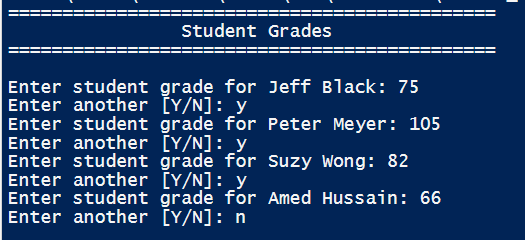 =================================================
Student Grades
=================================================
Enter student grade for Jeff Black: 75
Enter another [Y/N]: y
Enter student grade for Peter Meyer: 105
Enter another [Y/N]: y
Enter student grade for Suzy Wong: 82
Enter another [Y/N]: y
Enter student grade for Amed Hussain: 66
Enter another [Y/N]: n